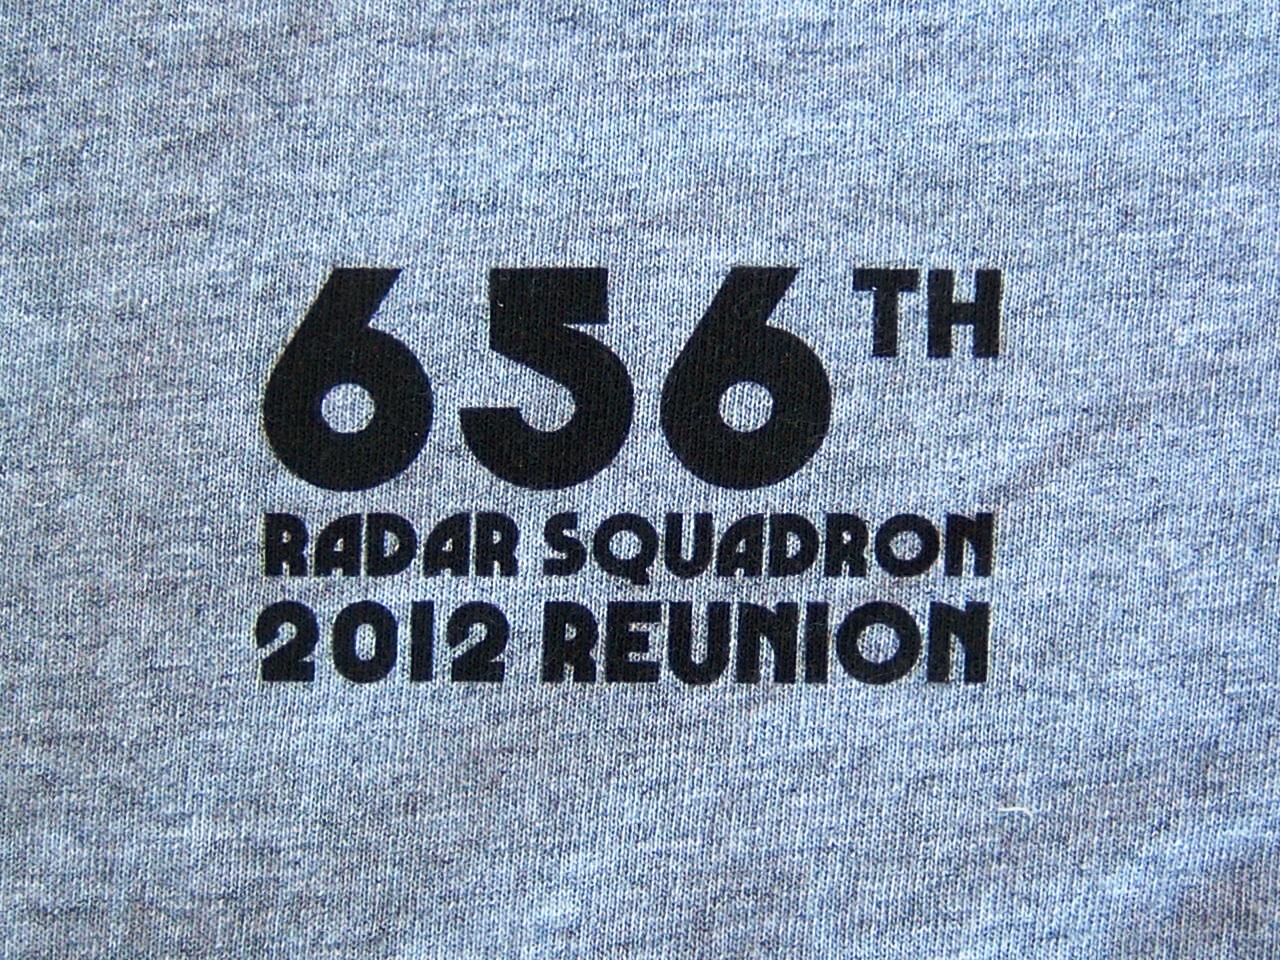 656TH
RADAR SQUADRON
2012 REUNION